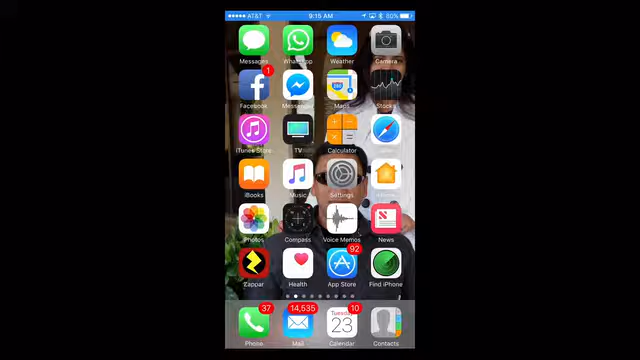 AT&T 9:15 AM 60%
Messages WhatsApp Weather Camera
1
Facebook Messenger Maps Stocks
iTunes Store TV Calculator
iBooks Music Settings
Photos Compass Voice Memos News
92
Zappar Health App Store Find iPhone
37 14,535 10
Tuesday
23
Phone Mail Calendar Contacts